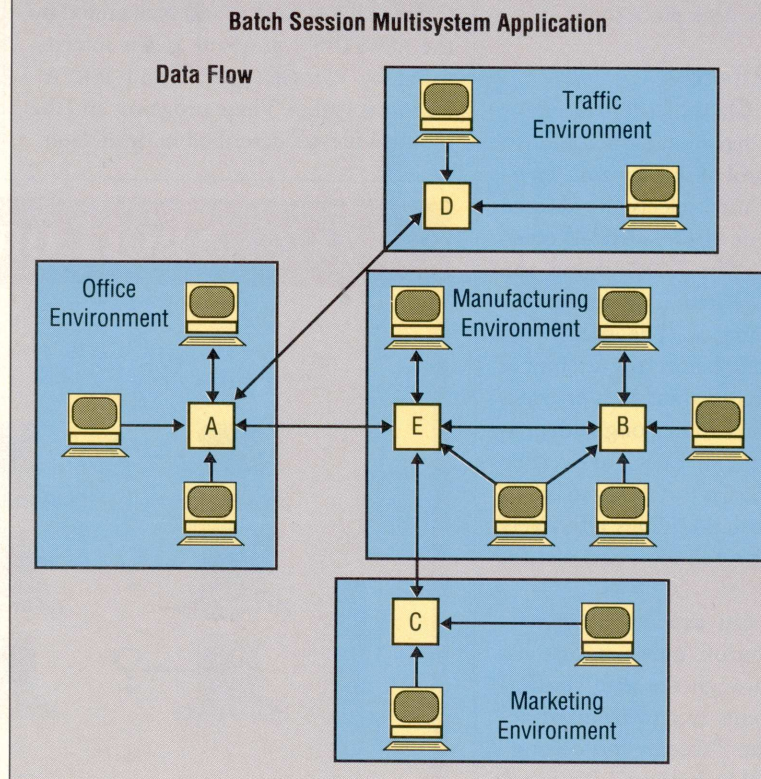 Batch Session Multisystem Application
Data Flow
Traffic
Environment
D
Office
Environment
A
Manufacturing
Environment
E
B
C
Marketing
Environment